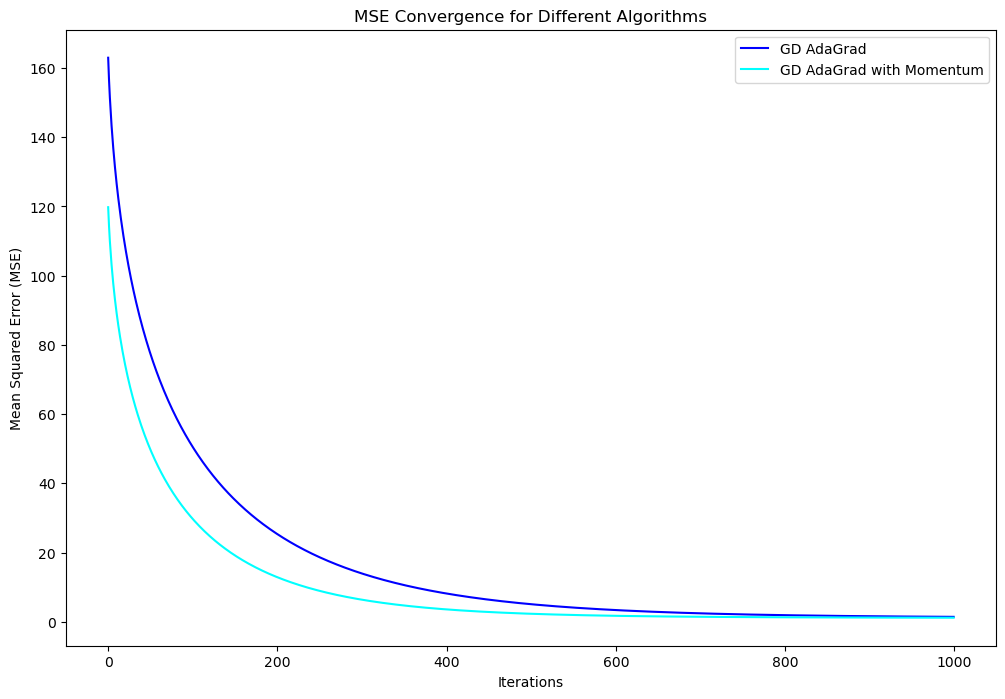 MSE Convergence for Different Algorithms
GD AdaGrad
GD AdaGrad with Momentum
Mean Squared Error (MSE)
160
140
120
100
80
60
40
20
0
0 200 400 600 800 1000
Iterations